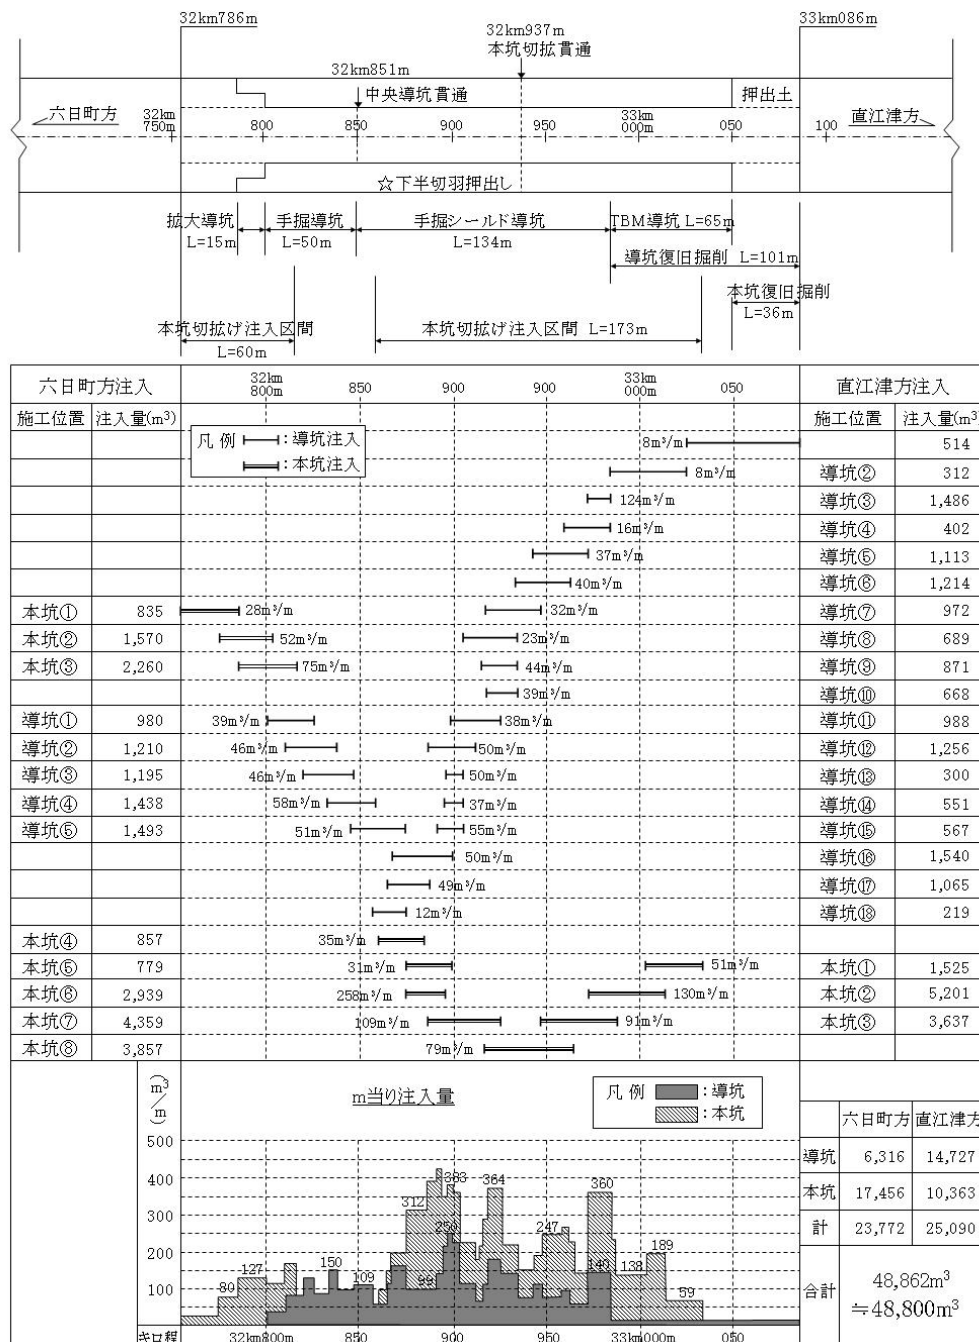 32km786m
33km086m
32km937m
本坑切拡貫通
32km851m
中央導坑貫通
押出土
六日町方
32km
750m
800
850
900
950
33km
000m
050
100
直江津方
☆下半切羽押出し
拡大導坑
L=15m
手掘導坑
L=50m
手掘シールド導坑
L=134m
TBM導坑 L=65m
導坑復旧掘削 L=101m
本坑復旧掘削
L=36m
本坑切拡げ注入区間
L=60m
本坑切拡げ注入区間 L=173m
六日町方注入
32km
800m
850
900
900
33km
000m
050
直江津方注入
施工位置 注入量(m³)
施工位置 注入量(m³)
凡 例 :導坑注入
:本坑注入
8m³/m 514
8m³/m 導坑② 312
124m³/m 導坑③ 1,486
16m³/m 導坑④ 402
37m³/m 導坑⑤ 1,113
40m³/m 導坑⑥ 1,214
本坑① 835 28m³/m 32m³/m 導坑⑦ 972
本坑② 1,570 52m³/m 23m³/m 導坑⑧ 689
本坑③ 2,260 75m³/m 44m³/m 導坑⑨ 871
39m³/m 導坑⑩ 668
導坑① 980 39m³/m 38m³/m 導坑⑪ 988
導坑② 1,210 46m³/m 50m³/m 導坑⑫ 1,256
導坑③ 1,195 46m³/m 50m³/m 導坑⑬ 300
導坑④ 1,438 58m³/m 37m³/m 導坑⑭ 551
導坑⑤ 1,493 51m³/m 55m³/m 導坑⑮ 567
50m³/m 導坑⑯ 1,540
49m³/m 導坑⑰ 1,065
12m³/m 導坑⑱ 219
本坑④ 857 35m³/m
本坑⑤ 779 31m³/m 51m³/m 本坑① 1,525
本坑⑥ 2,939 258m³/m 130m³/m 本坑② 5,201
本坑⑦ 4,359 109m³/m 91m³/m 本坑③ 3,637
本坑⑧ 3,857 79m³/m
(m³/m)
m当り注入量
凡 例 :導坑
:本坑
500
400
300
200
100
80
127
150
109
312
99
383
250
364
247
360
140
138
189
59
キロ程
32km800m
850
900
950
33km000m
050
六日町方 直江津方
導坑 6,316 14,727
本坑 17,456 10,363
計 23,772 25,090
合計 48,862m³
≒48,800m³